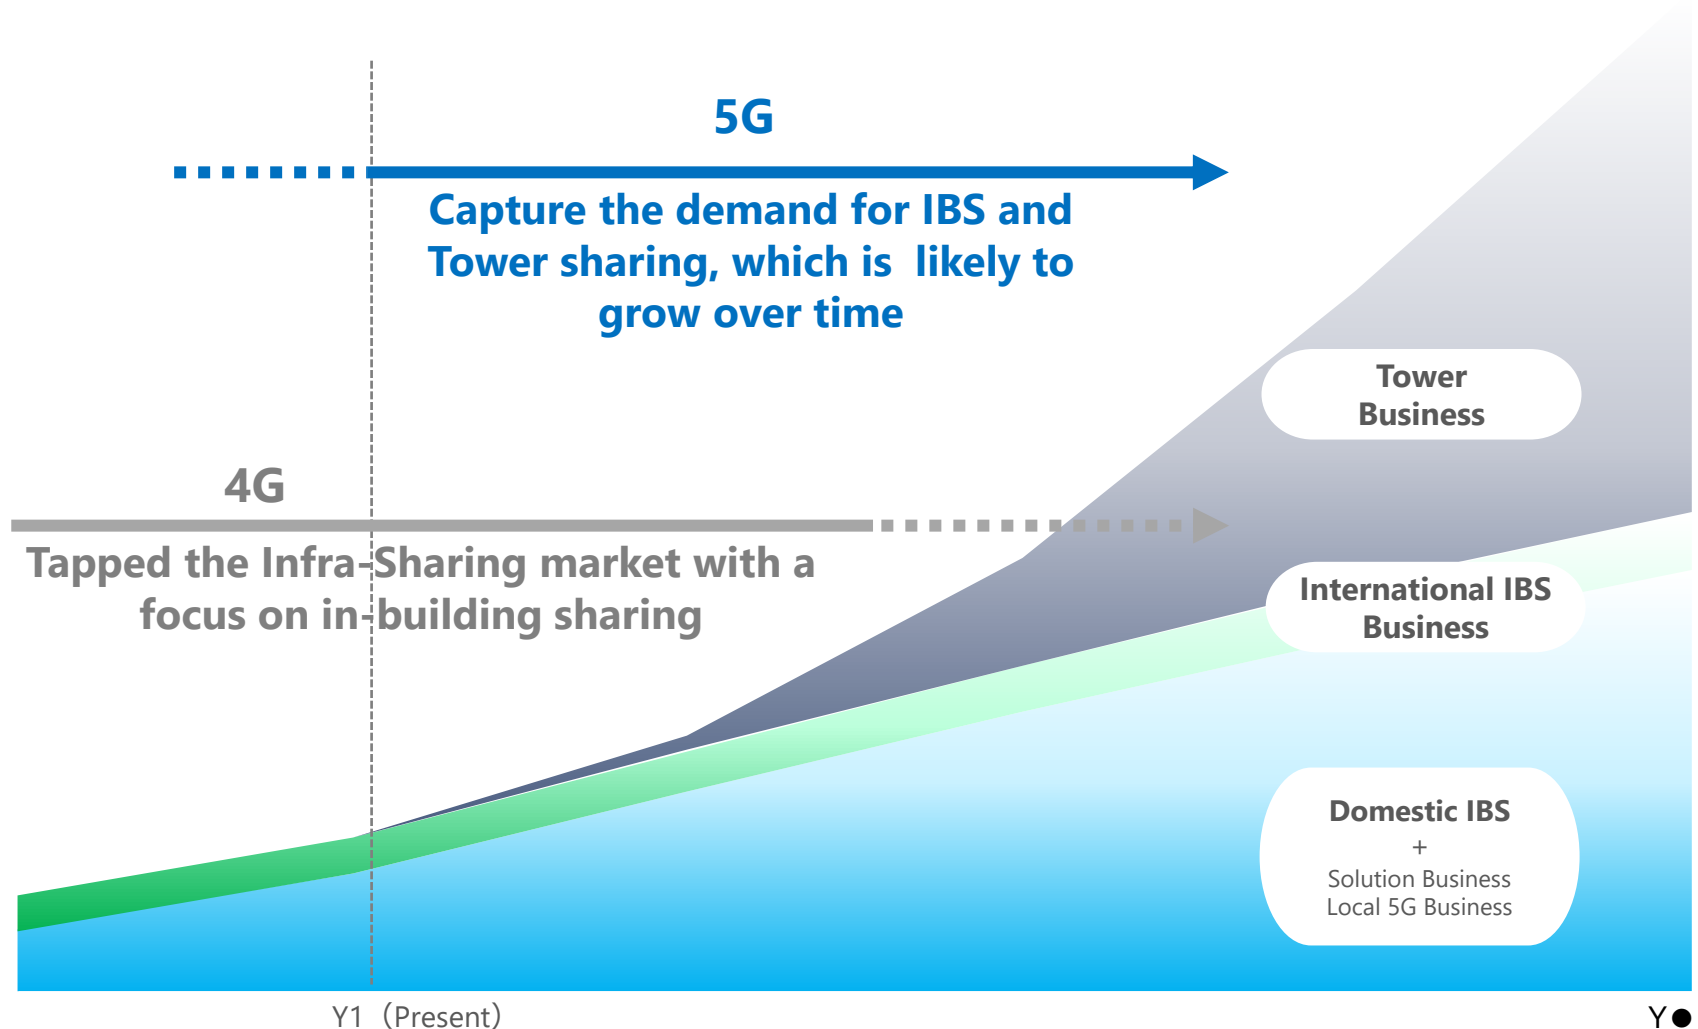 5G
Capture the demand for IBS and
Tower sharing, which is likely to
grow over time
Tower
Business
4G
Tapped the Infra-Sharing market with a
focus on in-building sharing
International IBS
Business
Domestic IBS
+
Solution Business
Local 5G Business
Y1（Present）
Y●